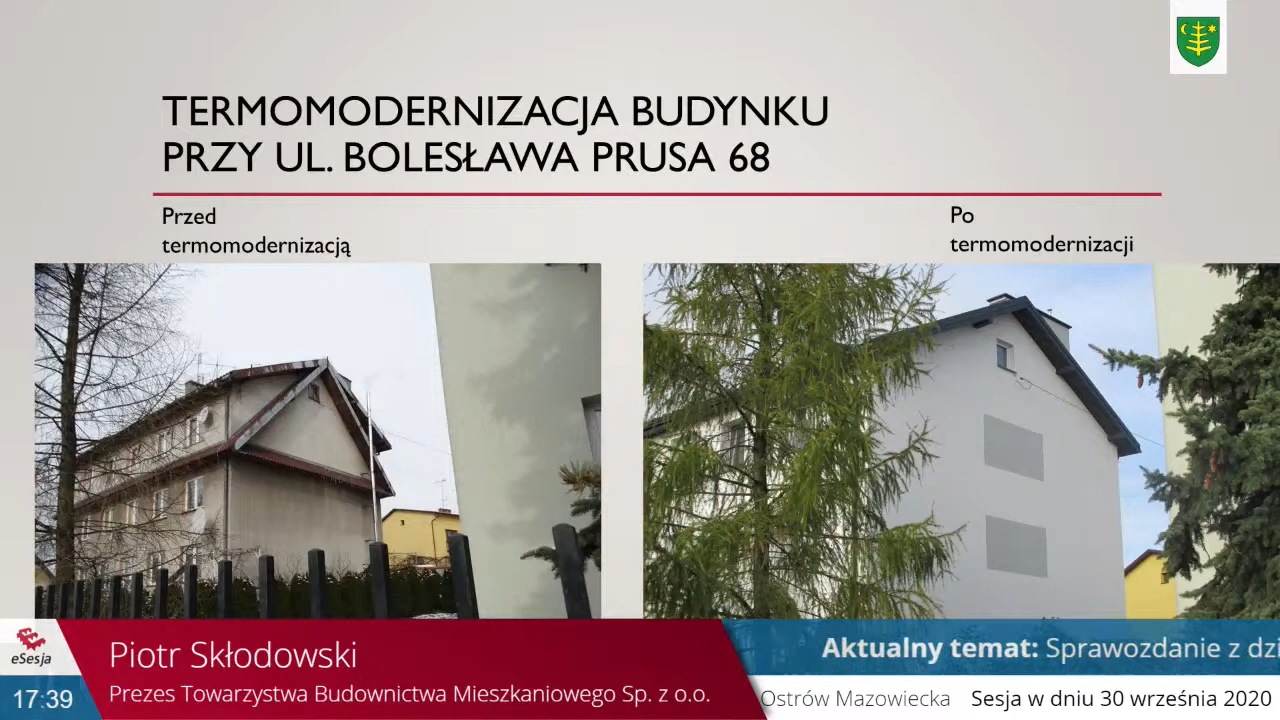 TERMOMODERNIZACJA BUDYNKU
PRZY UL. BOLESŁAWA PRUSA 68
Przed
termomodernizacją
Po
termomodernizacji
eSesja
17:39
Piotr Skłodowski
Prezes Towarzystwa Budownictwa Mieszkaniowego Sp. z o.o.
Aktualny temat: Sprawozdanie z dzi
Ostrów Mazowiecka Sesja w dniu 30 września 2020